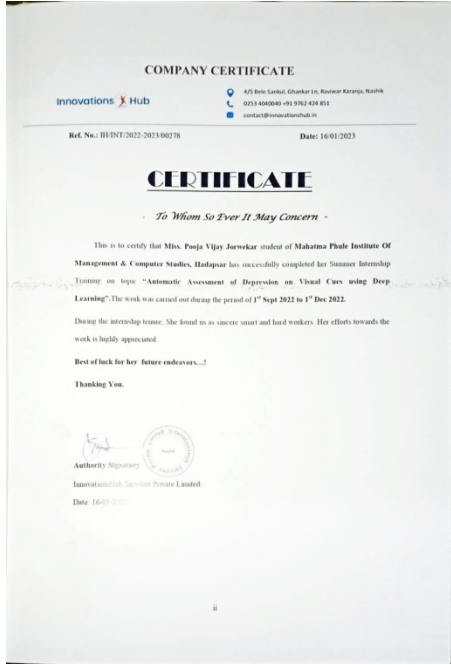 COMPANY CERTIFICATE
Innovations Hub
4/5 Bele Sankul, Ghankar Ln, Raviwar Karanja, Nashik
0253 4040040 +91 9762 424 851
contact@innovationshub.in
Ref. No.: IH/INT/2022-2023/00278 Date: 16/01/2023
CERTIFICATE
- To Whom So Ever It May Concern -
This is to certify that Miss. Pooja Vijay Jorwekar student of Mahatma Phule Institute Of
Management & Computer Studies, Hadapsar has successfully completed her Summer Internship
Training on topic “Automatic Assessment of Depression on Visual Cues using Deep
Learning”.The work was carried out during the period of 1st Sept 2022 to 1st Dec 2022.
During the internship tenure. She found us as sincere smart and hard workers. Her efforts towards the
work is highly appreciated.
Best of luck for her future endeavors...!
Thanking You.
Authority Signatory
InnovationsHub Services Private Limited
Date: 16-01-
ii